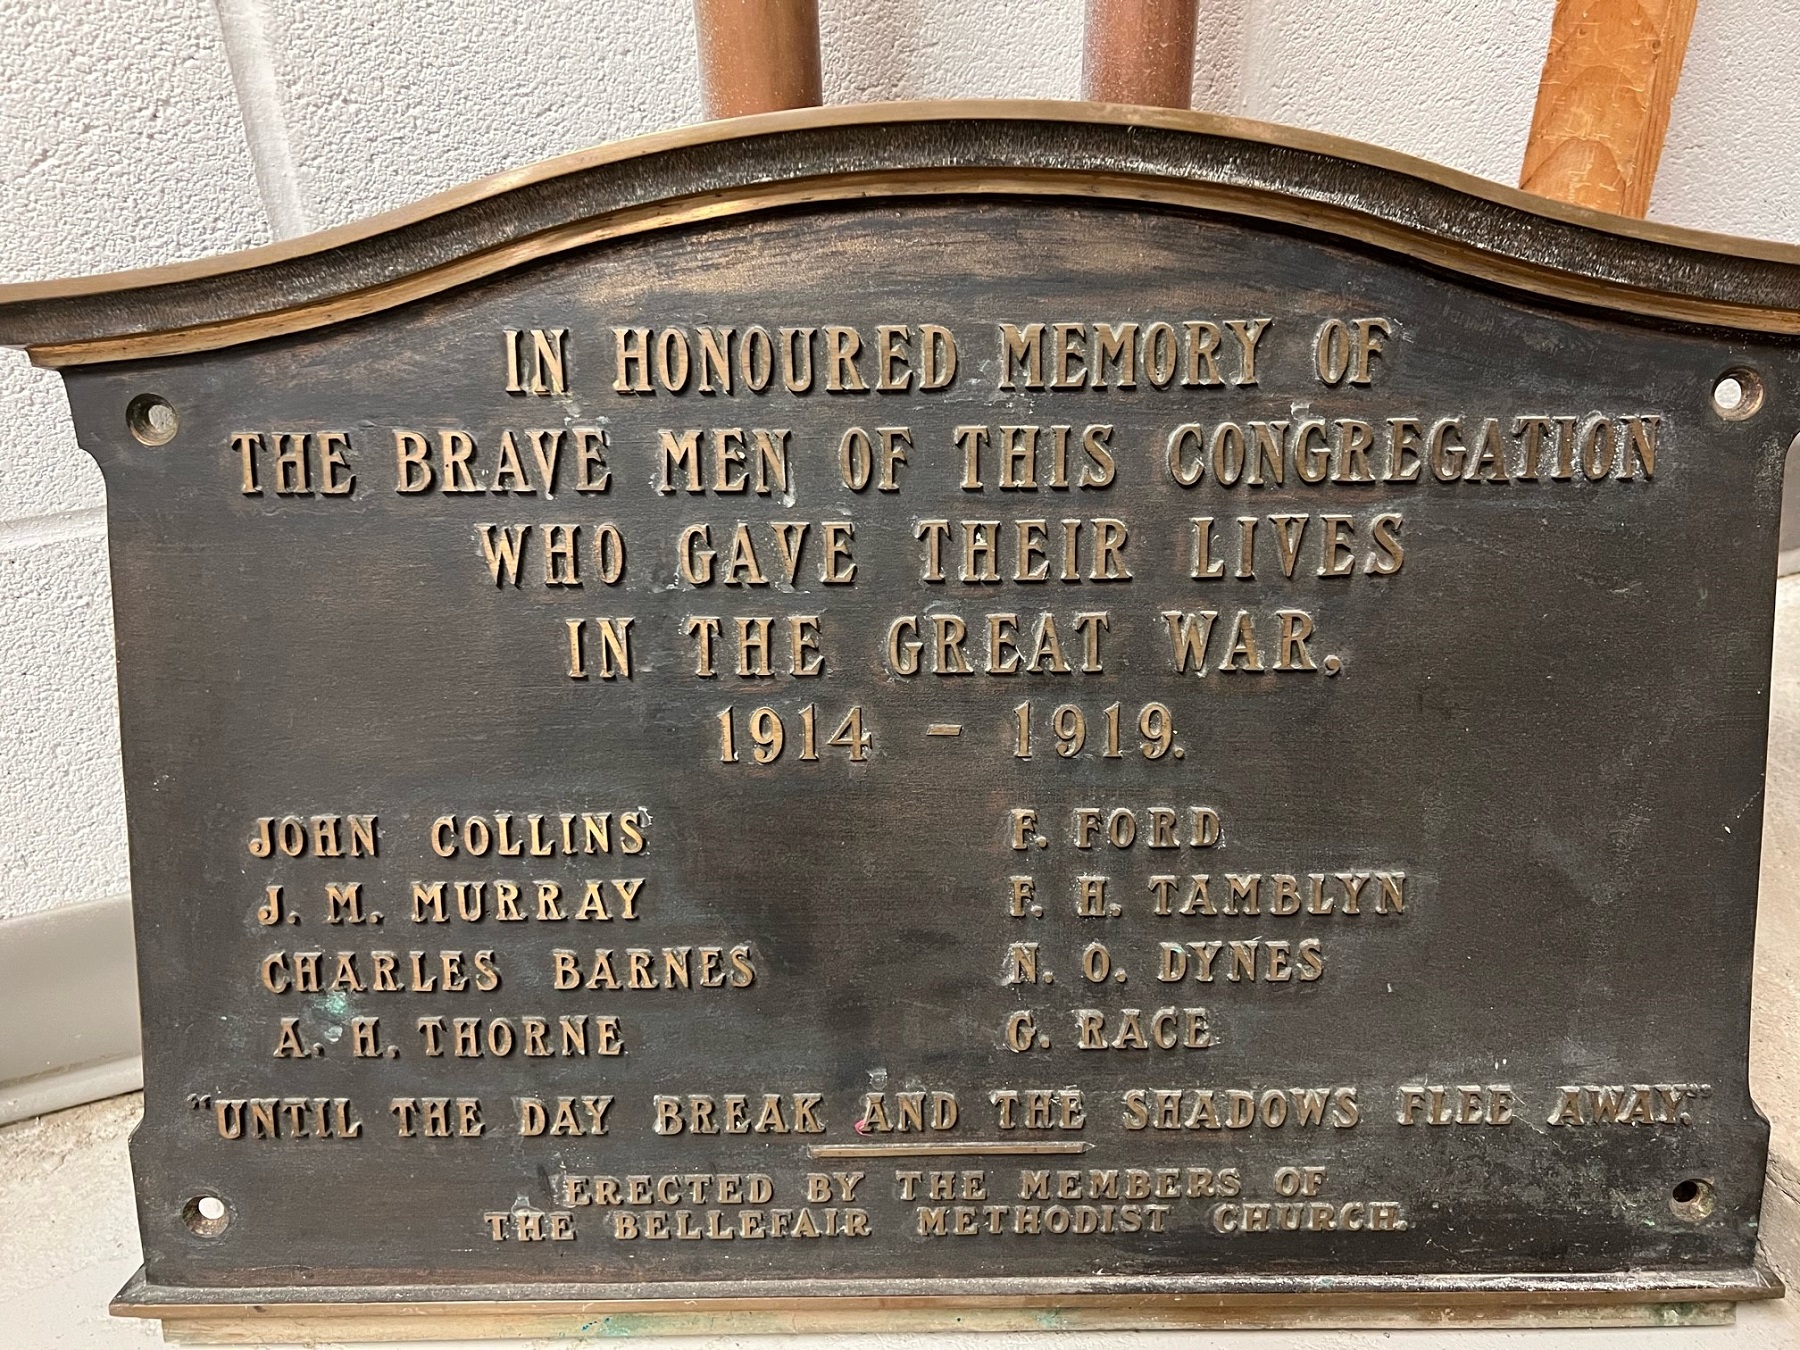 IN HONOURED MEMORY OF
THE BRAVE MEN OF THIS CONGREGATION
WHO GAVE THEIR LIVES
IN THE GREAT WAR,
1914 - 1919.
JOHN COLLINS
J. M. MURRAY
CHARLES BARNES
A. H. THORNE
F. FORD
F. H. TAMBLYN
N. O. DYNES
G. RACE
"UNTIL THE DAY BREAK AND THE SHADOWS FLEE AWAY."
ERECTED BY THE MEMBERS OF
THE BELLEFAIR METHODIST CHURCH.